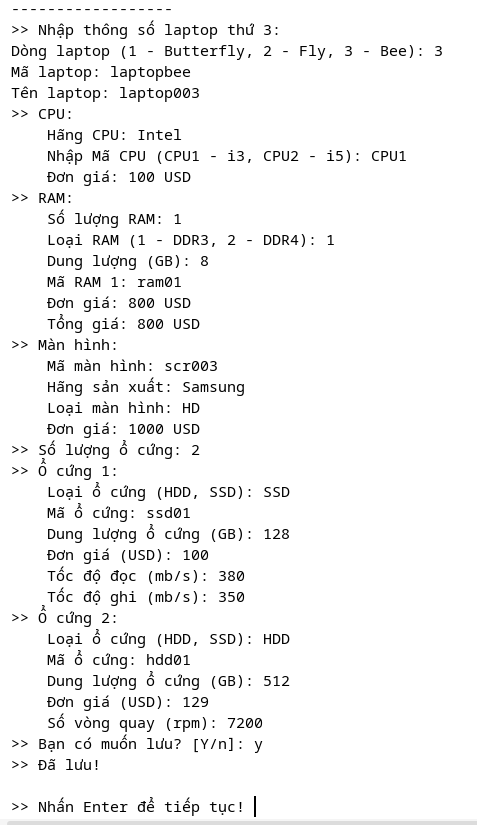 ------------------
>> Nhập thông số laptop thứ 3:
Dòng laptop (1 - Butterfly, 2 - Fly, 3 - Bee): 3
Mã laptop: laptopbee
Tên laptop: laptop003
>> CPU:
    Hãng CPU: Intel
    Nhập Mã CPU (CPU1 - i3, CPU2 - i5): CPU1
    Đơn giá: 100 USD
>> RAM:
    Số lượng RAM: 1
    Loại RAM (1 - DDR3, 2 - DDR4): 1
    Dung lượng (GB): 8
    Mã RAM 1: ram01
    Đơn giá: 800 USD
    Tổng giá: 800 USD
>> Màn hình:
    Mã màn hình: scr003
    Hãng sản xuất: Samsung
    Loại màn hình: HD
    Đơn giá: 1000 USD
>> Số lượng ổ cứng: 2
>> Ổ cứng 1:
    Loại ổ cứng (HDD, SSD): SSD
    Mã ổ cứng: ssd01
    Dung lượng ổ cứng (GB): 128
    Đơn giá (USD): 100
    Tốc độ đọc (mb/s): 380
    Tốc độ ghi (mb/s): 350
>> Ổ cứng 2:
    Loại ổ cứng (HDD, SSD): HDD
    Mã ổ cứng: hdd01
    Dung lượng ổ cứng (GB): 512
    Đơn giá (USD): 129
    Số vòng quay (rpm): 7200
>> Bạn có muốn lưu? [Y/n]: y
>> Đã lưu!

>> Nhấn Enter để tiếp tục!